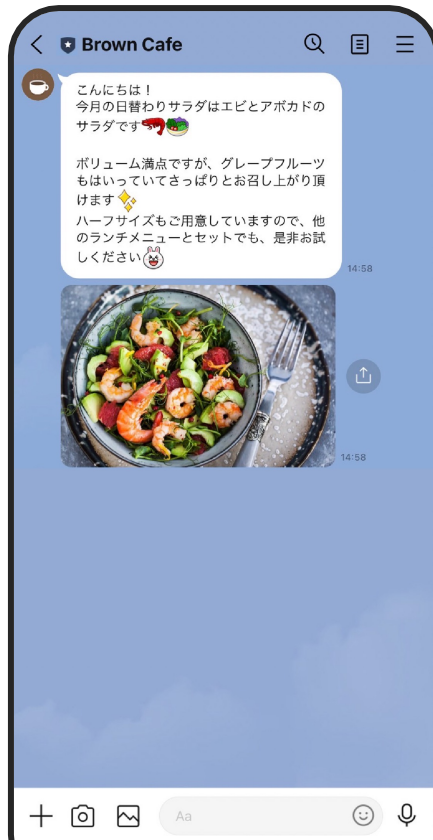 Brown Cafe
こんにちは！
今月の日替わりサラダはエビとアボカドの
サラダです
ボリューム満点ですが、グレープフルーツ
もはいっていてさっぱりとお召し上がり頂
けます
ハーフサイズもご用意していますので、他
のランチメニューとセットでも、是非お試
しください
14:58
14:58
Aa